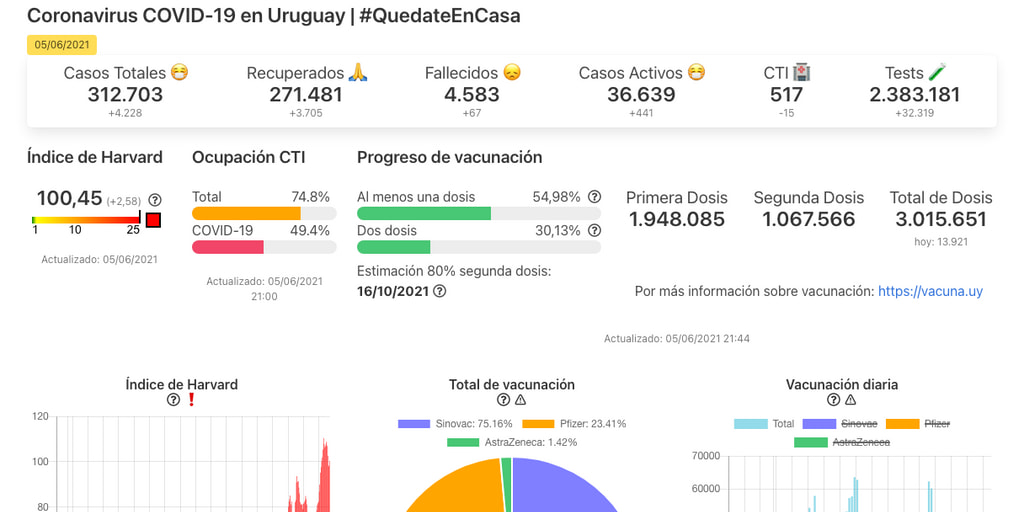 Coronavirus COVID-19 en Uruguay | #QuedateEnCasa
05/06/2021
Casos Totales 😷 Recuperados 🙏 Fallecidos 😞 Casos Activos 😷 CTI 🏥 Tests 🧪
312.703 271.481 4.583 36.639 517 2.383.181
+4.228 +3.705 +67 +441 -15 +32.319
Índice de Harvard
100,45 (+2,58)
1 10 25
Actualizado: 05/06/2021
Ocupación CTI
Total 74.8%
COVID-19 49.4%
Actualizado: 05/06/2021
21:00
Progreso de vacunación
Al menos una dosis 54,98%
Dos dosis 30,13%
Estimación 80% segunda dosis:
16/10/2021
Primera Dosis Segunda Dosis Total de Dosis
1.948.085 1.067.566 3.015.651
hoy: 13.921
Por más información sobre vacunación: https://vacuna.uy
Actualizado: 05/06/2021 21:44
Índice de Harvard
❗
120
100
80
Total de vacunación
Sinovac: 75.16% Pfizer: 23.41%
AstraZeneca: 1.42%
Vacunación diaria
Total Sinovac Pfizer
AstraZeneca
70000
60000